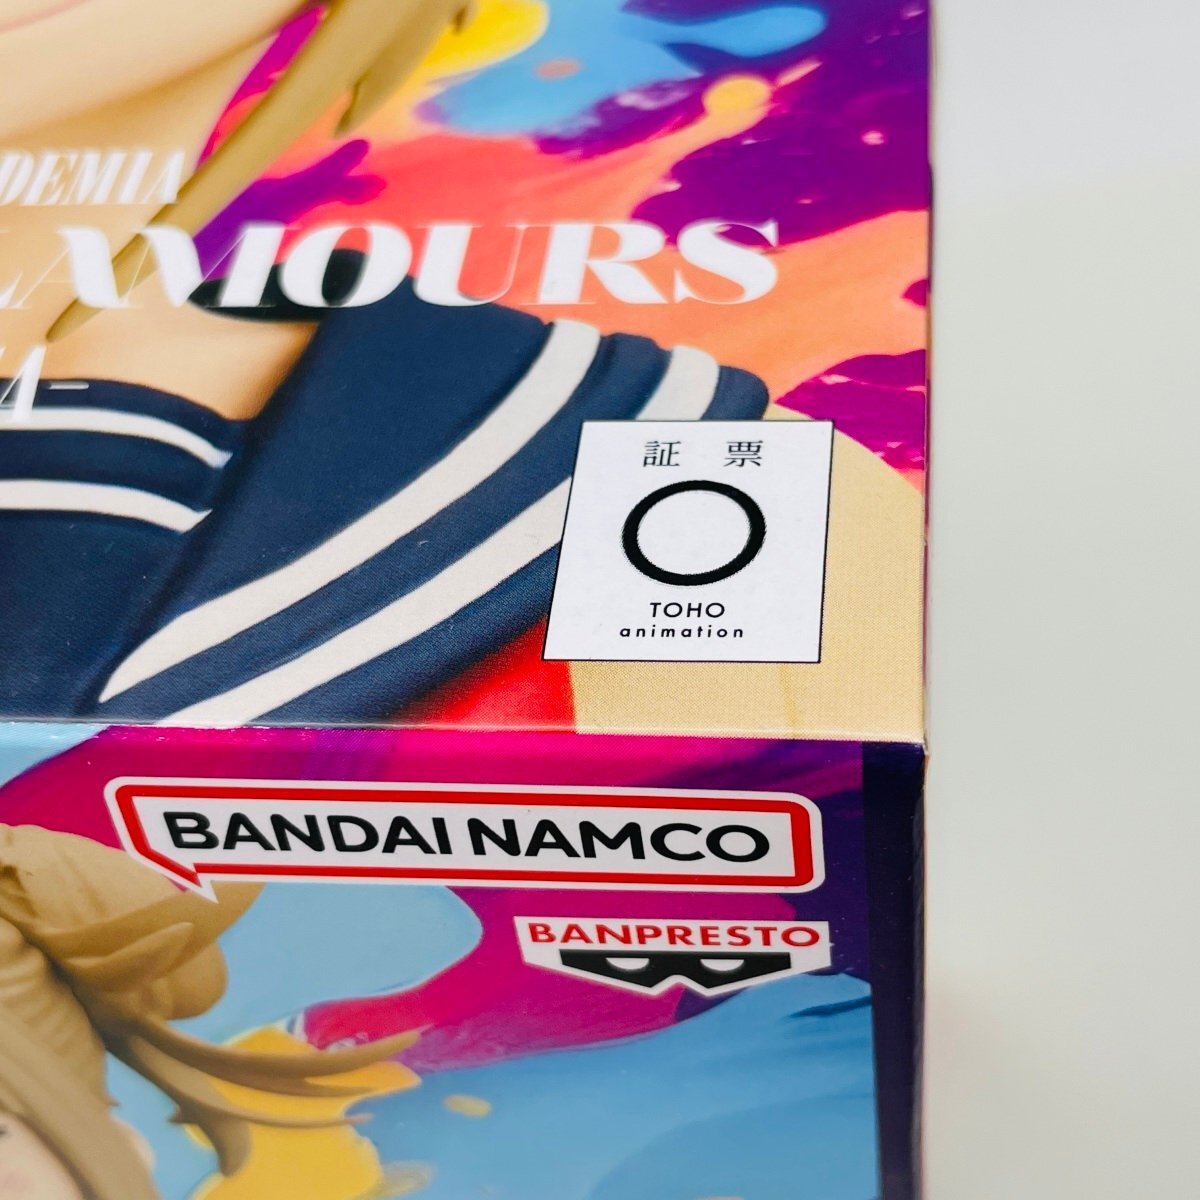 DEMIA
LAMOURS
A-
証票
TOHO
animation
BANDAI NAMCO
BANPRESTO